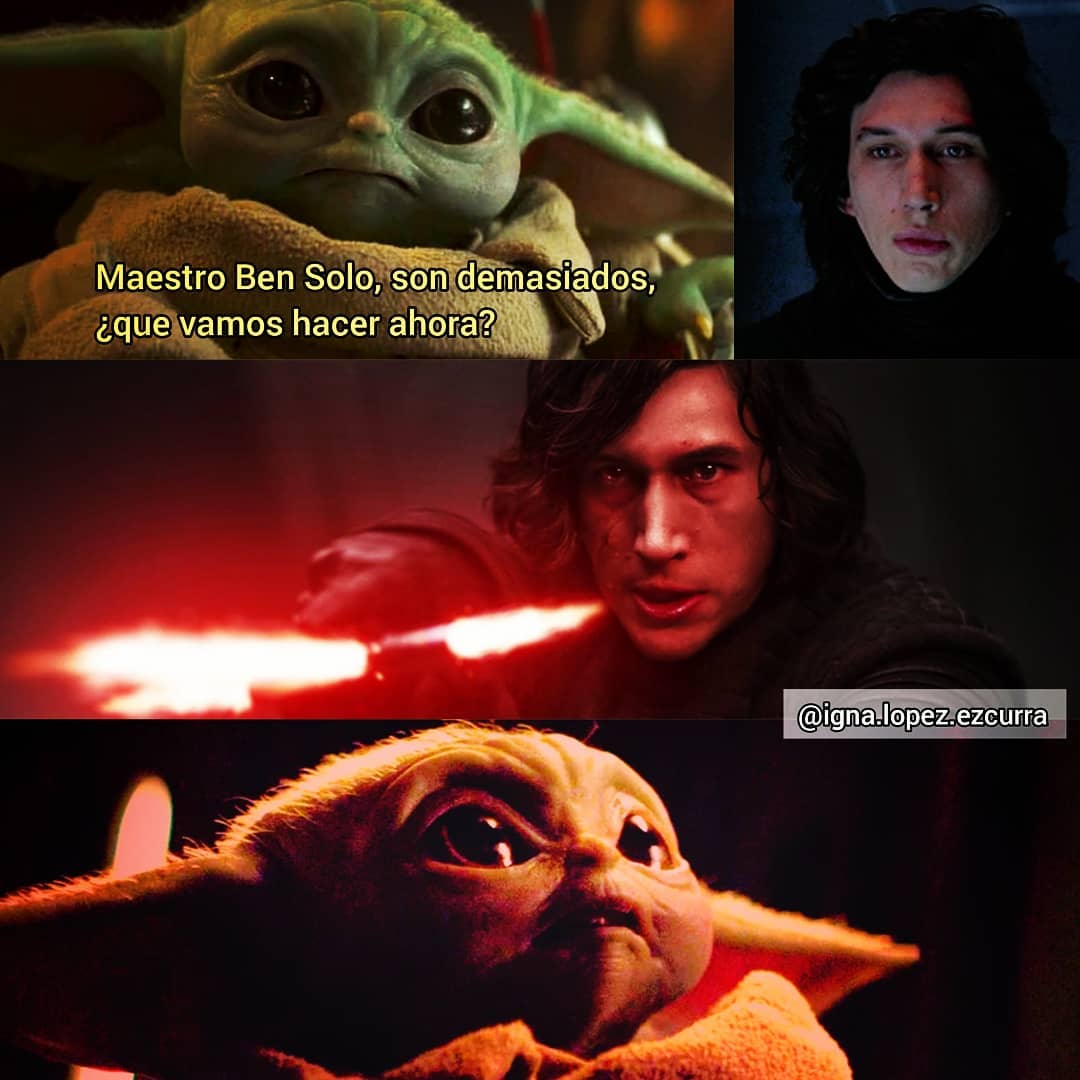 Maestro Ben Solo, son demasiados,
¿que vamos hacer ahora?
@igna.lopez.ezcurra